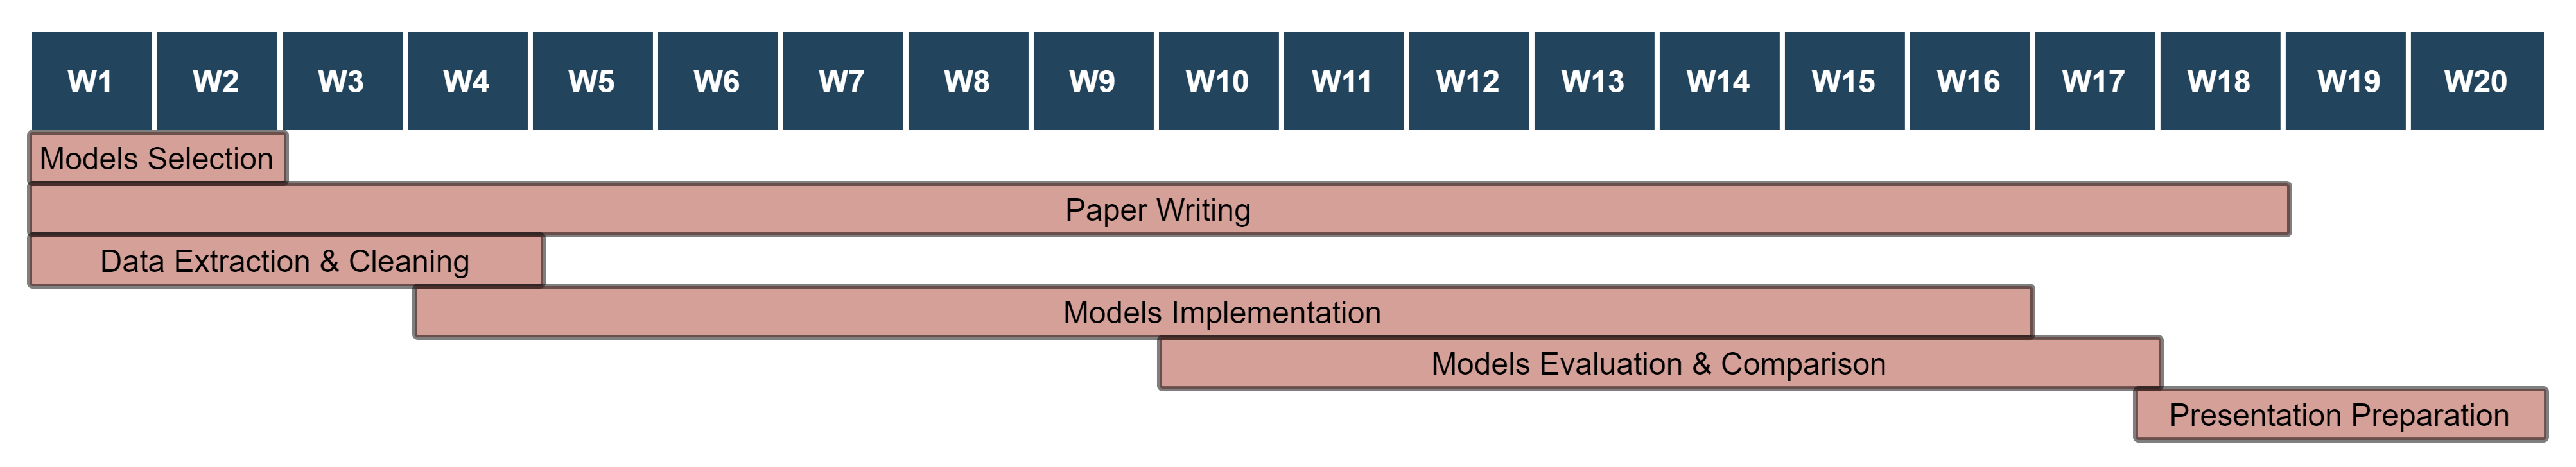 W1 W2 W3 W4 W5 W6 W7 W8 W9 W10 W11 W12 W13 W14 W15 W16 W17 W18 W19 W20
Models Selection
Paper Writing
Data Extraction & Cleaning
Models Implementation
Models Evaluation & Comparison
Presentation Preparation